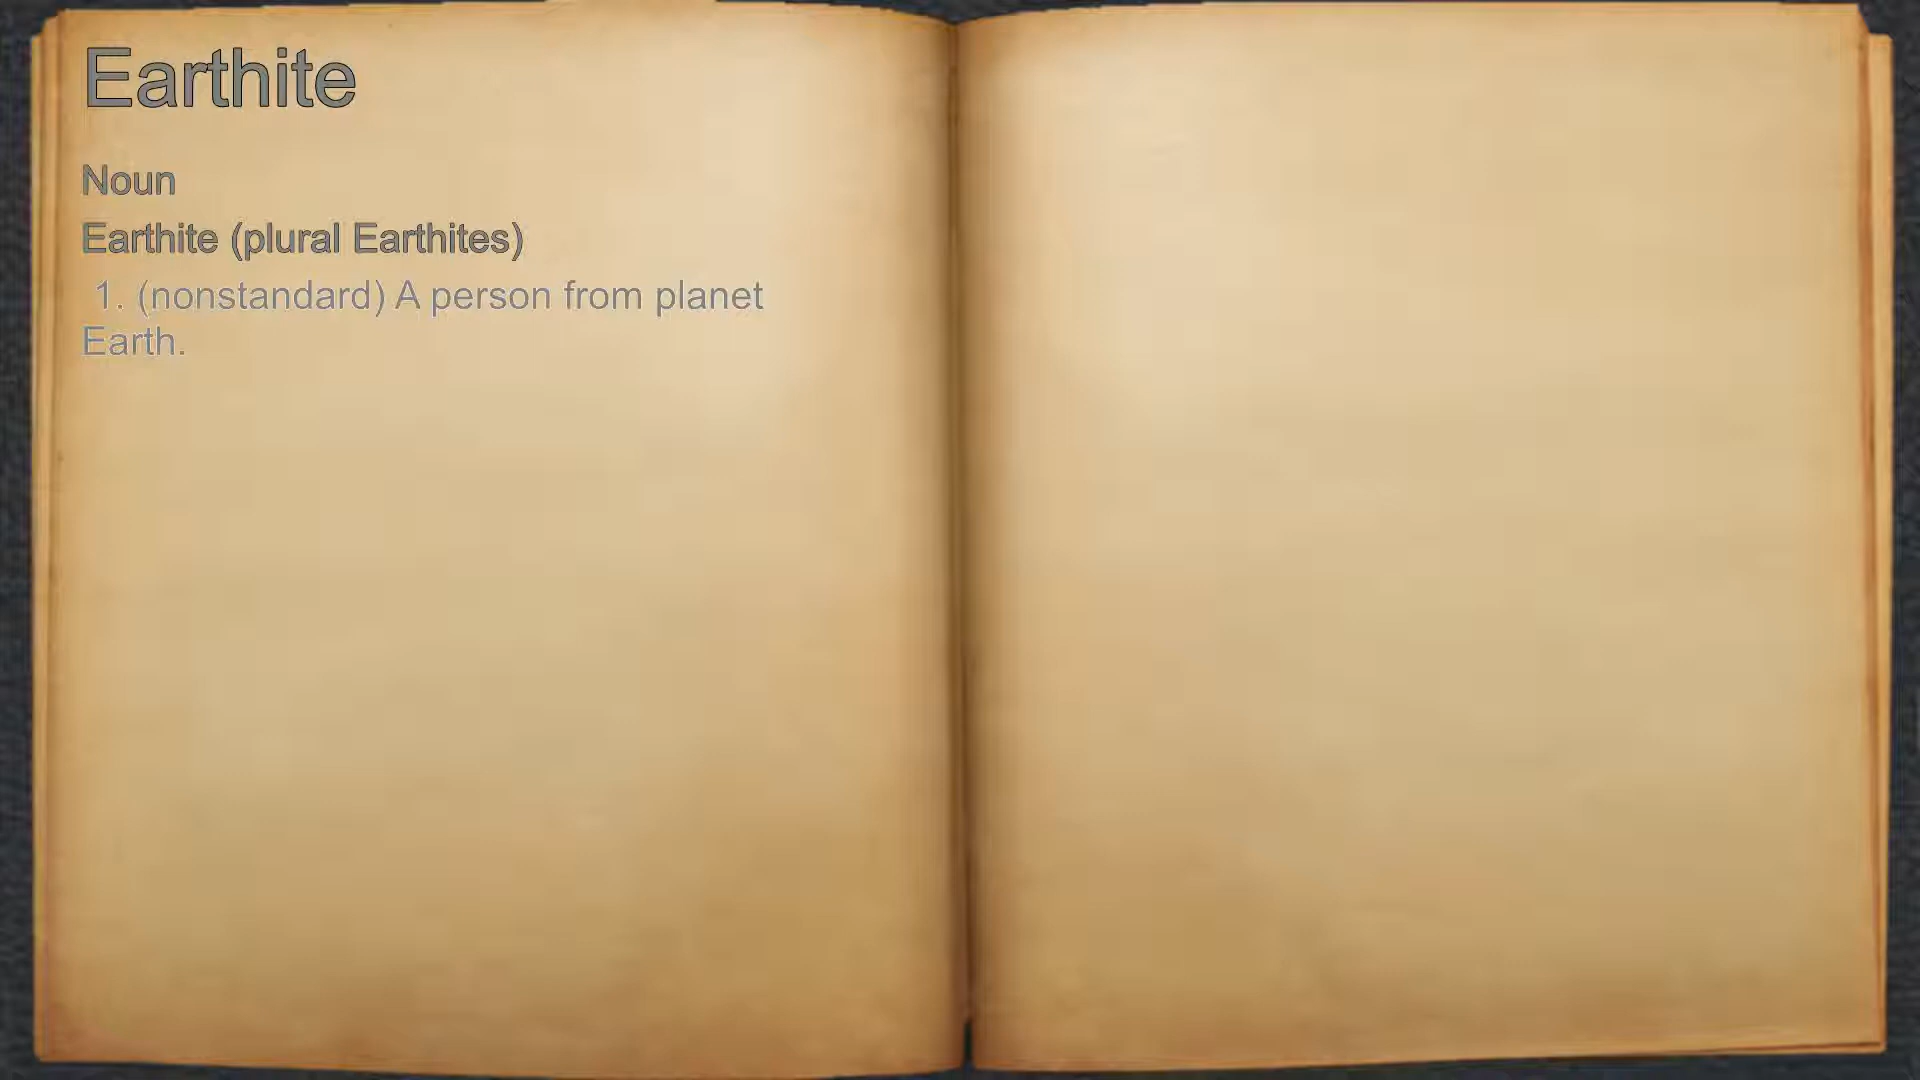 Earthite
Noun
Earthite (plural Earthites)
1. (nonstandard) A person from planet
Earth.